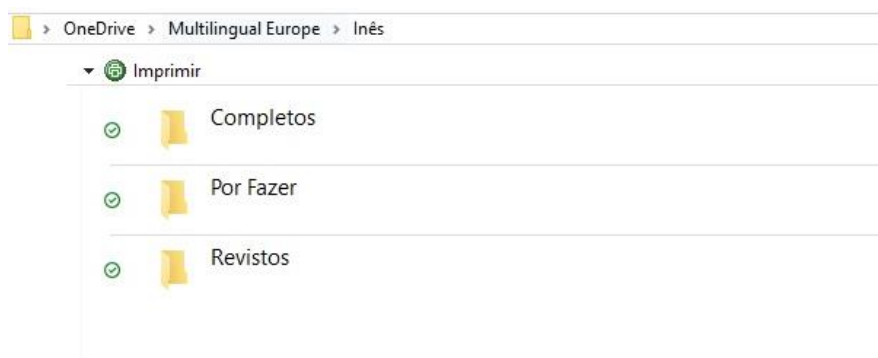 > OneDrive > Multilingual Europe > Inês
Imprimir
Completos
Por Fazer
Revistos